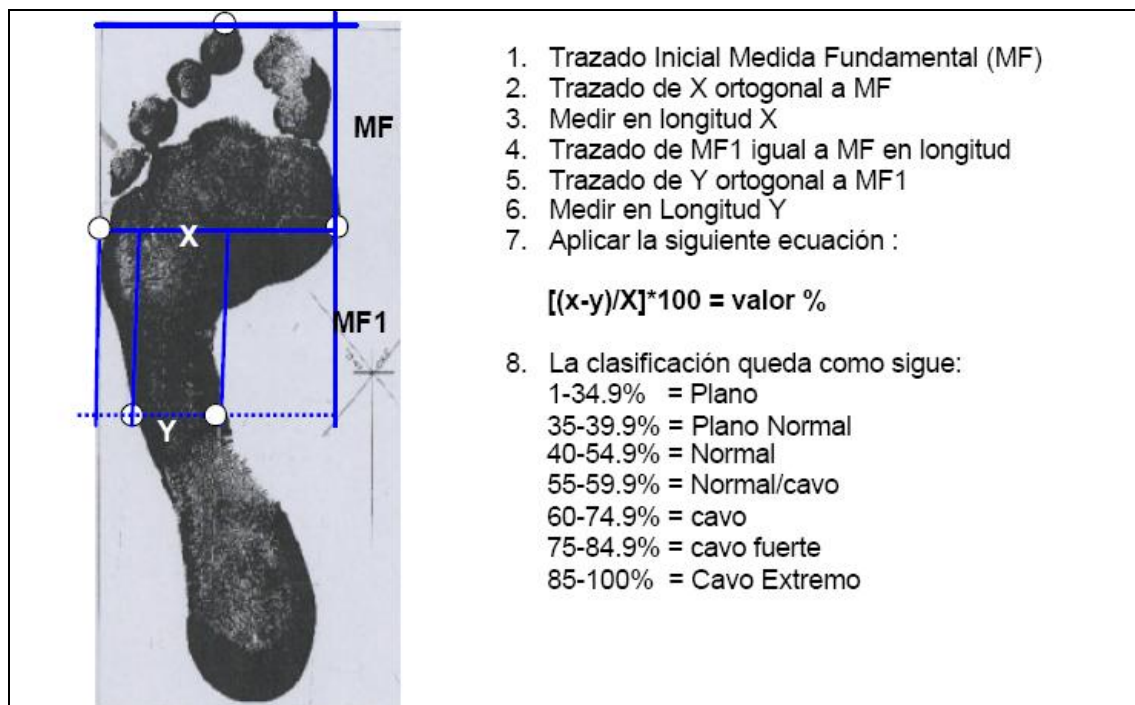 1. Trazado Inicial Medida Fundamental (MF)
2. Trazado de X ortogonal a MF
3. Medir en longitud X
4. Trazado de MF1 igual a MF en longitud
5. Trazado de Y ortogonal a MF1
6. Medir en Longitud Y
7. Aplicar la siguiente ecuación :
[(x-y)/X]*100 = valor %
8. La clasificación queda como sigue:
1-34.9% = Plano
35-39.9% = Plano Normal
40-54.9% = Normal
55-59.9% = Normal/cavo
60-74.9% = cavo
75-84.9% = cavo fuerte
85-100% = Cavo Extremo
MF
X
MF1
Y